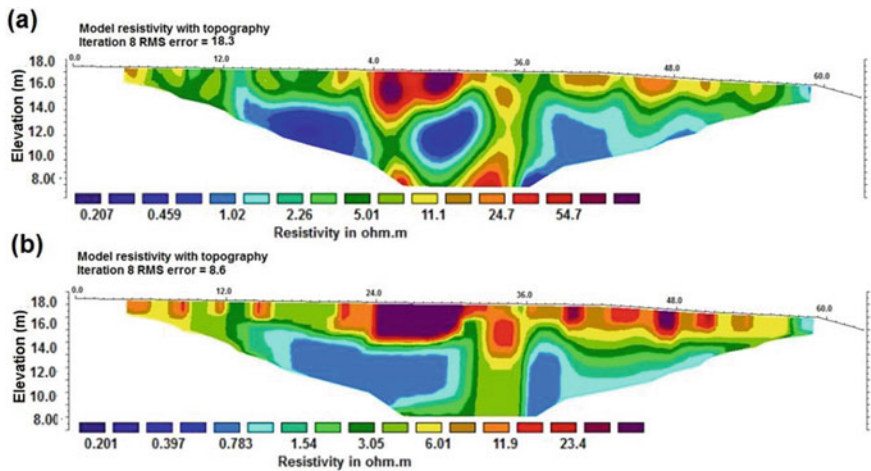 (a)
Model resistivity with topography
Iteration 8 RMS error = 18.3
0.0 12.0 4.0 36.0 48.0 60.0
18.0
16.0
14.0
12.0
10.0
8.00
Elevation (m)
0.207 0.459 1.02 2.26 5.01 11.1 24.7 54.7
Resistivity in ohm.m
(b)
Model resistivity with topography
Iteration 8 RMS error = 8.6
0.0 12.0 24.0 36.0 48.0 60.0
18.0
16.0
14.0
12.0
10.0
8.00
Elevation (m)
0.201 0.397 0.783 1.54 3.05 6.01 11.9 23.4
Resistivity in ohm.m